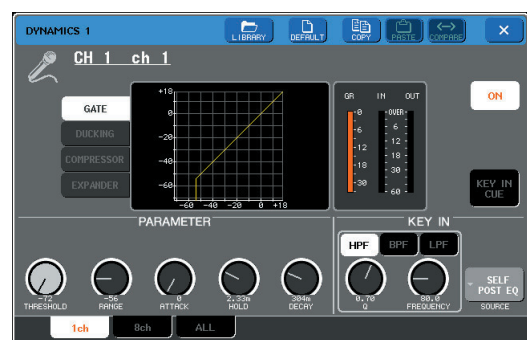 DYNAMICS 1
LIBRARY
DEFAULT
COPY
PASTE
COMPARE
CH 1 ch 1
GATE
DUCKING
COMPRESSOR
EXPANDER
+18
0
-20
-40
-60
-60 -40 -20 0 +18
GR IN OUT
-0 -OVER-
-6 - 6 -
-12 - 12 -
-18 - 18 -
-30 - 30 -
- 60 -
ON
KEY IN
CUE
PARAMETER
KEY IN
HPF
BPF
LPF
-72
THRESHOLD
-56
RANGE
0
ATTACK
2.33m
HOLD
304m
DECAY
0.70
Q
80.0
FREQUENCY
SELF
POST EQ
SOURCE
1ch
8ch
ALL